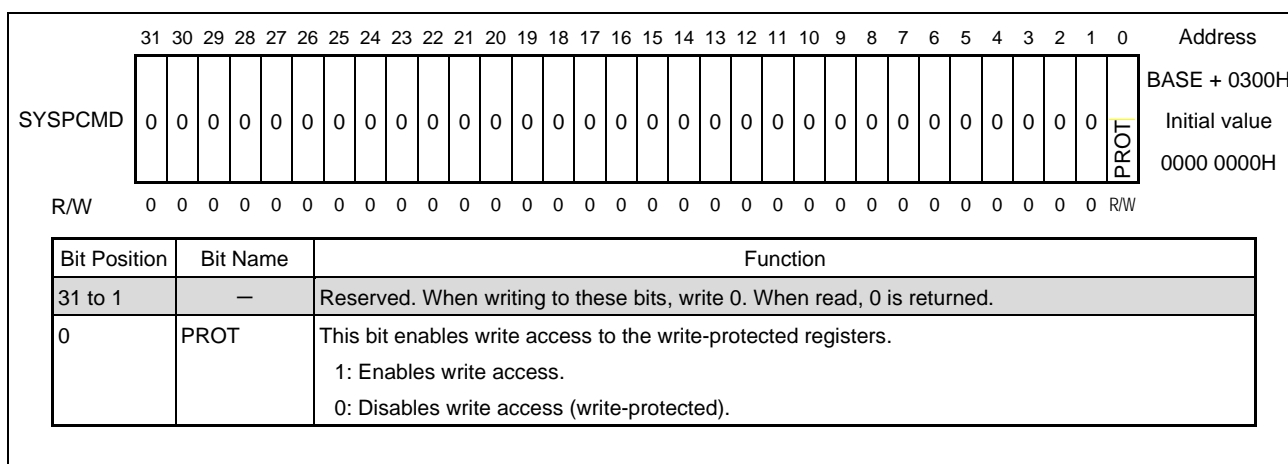 31 30 29 28 27 26 25 24 23 22 21 20 19 18 17 16 15 14 13 12 11 10 9 8 7 6 5 4 3 2 1 0 Address
BASE + 0300H
SYSPCMD 0 0 0 0 0 0 0 0 0 0 0 0 0 0 0 0 0 0 0 0 0 0 0 0 0 0 0 0 0 0 0 PROT Initial value
0000 0000H
R/W 0 0 0 0 0 0 0 0 0 0 0 0 0 0 0 0 0 0 0 0 0 0 0 0 0 0 0 0 0 0 0 R/W
Bit Position Bit Name Function
31 to 1 — Reserved. When writing to these bits, write 0. When read, 0 is returned.
0 PROT This bit enables write access to the write-protected registers.
1: Enables write access.
0: Disables write access (write-protected).